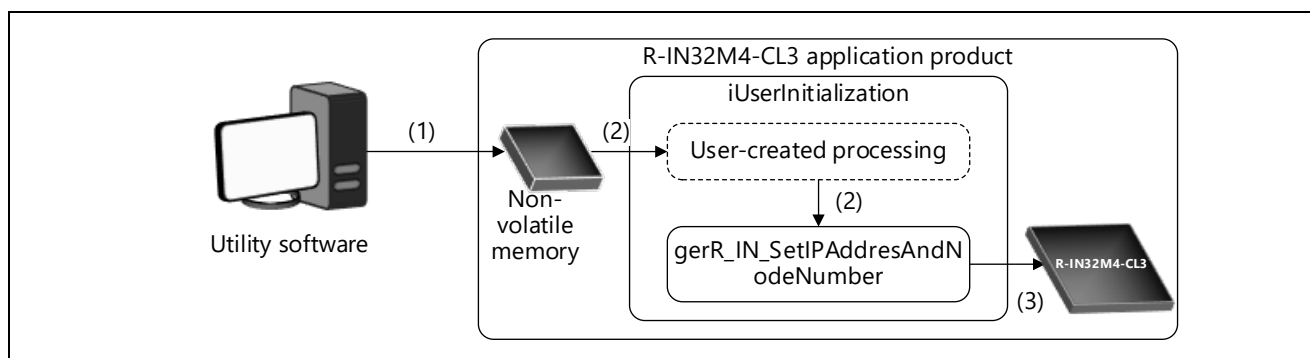 R-IN32M4-CL3 application product
iUserInitialization
(1)
(2)
User-created processing
(2)
Non-
volatile
memory
Utility software
gerR_IN_SetIPAddresAndN
odeNumber
R-IN32M4-CL3
(3)